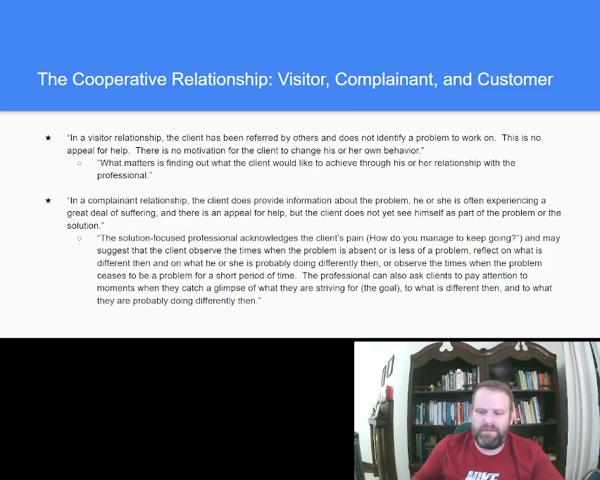 The Cooperative Relationship: Visitor, Complainant, and Customer
★ “In a visitor relationship, the client has been referred by others and does not identify a problem to work on. This is no
appeal for help. There is no motivation for the client to change his or her own behavior.”
○ “What matters is finding out what the client would like to achieve through his or her relationship with the
professional.”
★ “In a complainant relationship, the client does provide information about the problem, he or she is often experiencing a
great deal of suffering, and there is an appeal for help, but the client does not yet see himself as part of the problem or the
solution.”
○ “The solution-focused professional acknowledges the client’s pain (How do you manage to keep going?”) and may
suggest that the client observe the times when the problem is absent or is less of a problem, reflect on what is
different then and on what he or she is probably doing differently then, or observe the times when the problem
ceases to be a problem for a short period of time. The professional can also ask clients to pay attention to
moments when they catch a glimpse of what they are striving for (the goal), to what is different then, and to what
they are probably doing differently then.”
NIKE